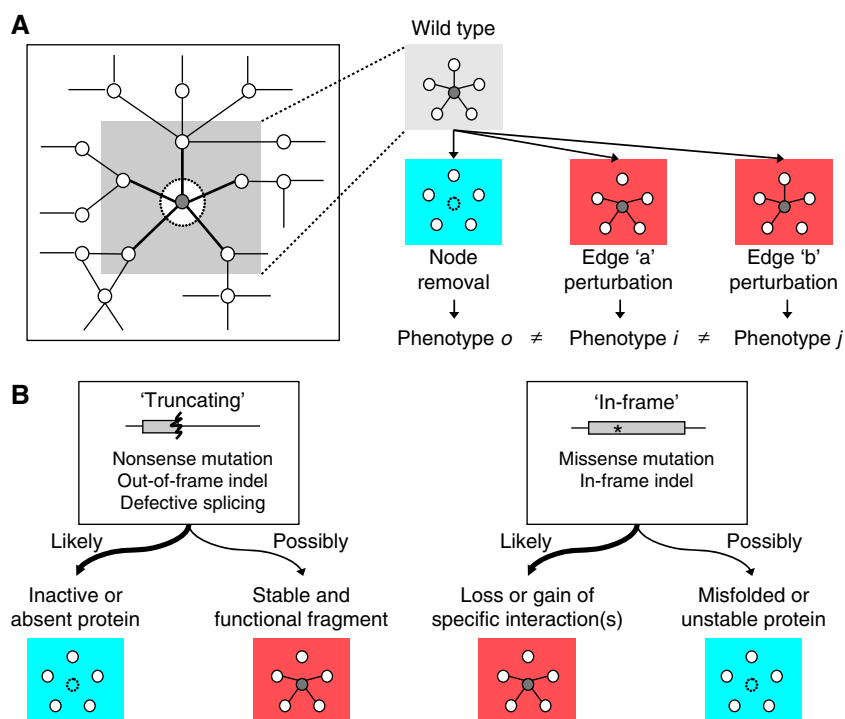 A
Wild type
Node
removal
Edge ‘a’
perturbation
Edge ‘b’
perturbation
Phenotype o ≠ Phenotype i ≠ Phenotype j
B
‘Truncating’
Nonsense mutation
Out-of-frame indel
Defective splicing
Likely
Possibly
Inactive or
absent protein
Stable and
functional fragment
‘In-frame’
*
Missense mutation
In-frame indel
Likely
Possibly
Loss or gain of
specific interaction(s)
Misfolded or
unstable protein